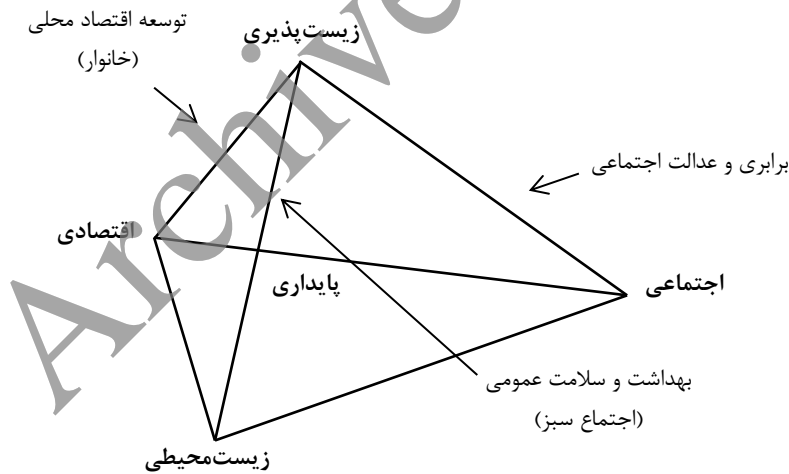 توسعه اقتصاد محلی
(خانوار)
زیست‌پذیری
برابری و عدالت اجتماعی
اقتصادی
پایداری
اجتماعی
بهداشت و سلامت عمومی
(اجتماع سبز)
زیست‌محیطی
Archive